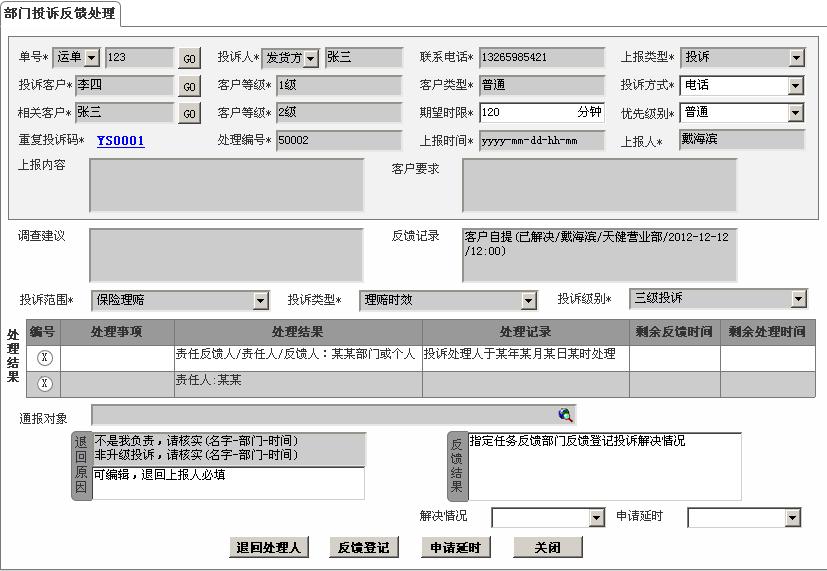 部门投诉反馈处理
单号* 运单 123 GO 投诉人* 发货方 张三 联系电话* 13265985421 上报类型* 投诉
投诉客户* 李四 客户等级* 1级 客户类型* 普通 投诉方式* 电话
相关客户* 张三 GO 客户等级* 2级 期望时限* 120 分钟 优先级别* 普通
重复投诉码* YS0001 处理编号* 50002 上报时间* yyyy-mm-dd-hh-mm 上报人* 戴海滨
上报内容 客户要求
调查建议 反馈记录 客户自提(已解决/戴海滨/天健营业部/2012-12-12
/12:00)
投诉范围* 保险理赔 投诉类型* 理赔时效 投诉级别* 三级投诉
处理结果
编号 处理事项 处理结果 处理记录 剩余反馈时间 剩余处理时间
X 责任反馈人/责任人/反馈人：某某部门或个人 投诉处理人于某年某月某日某时处理
X 责任人:某某
通报对象
退回原因
不是我负责，请核实(名字-部门-时间)
非升级投诉，请核实(名字-部门-时间)
可编辑，退回上报人必填
反馈结果
指定任务反馈部门反馈登记投诉解决情况
解决情况 申请延时
退回处理人 反馈登记 申请延时 关闭